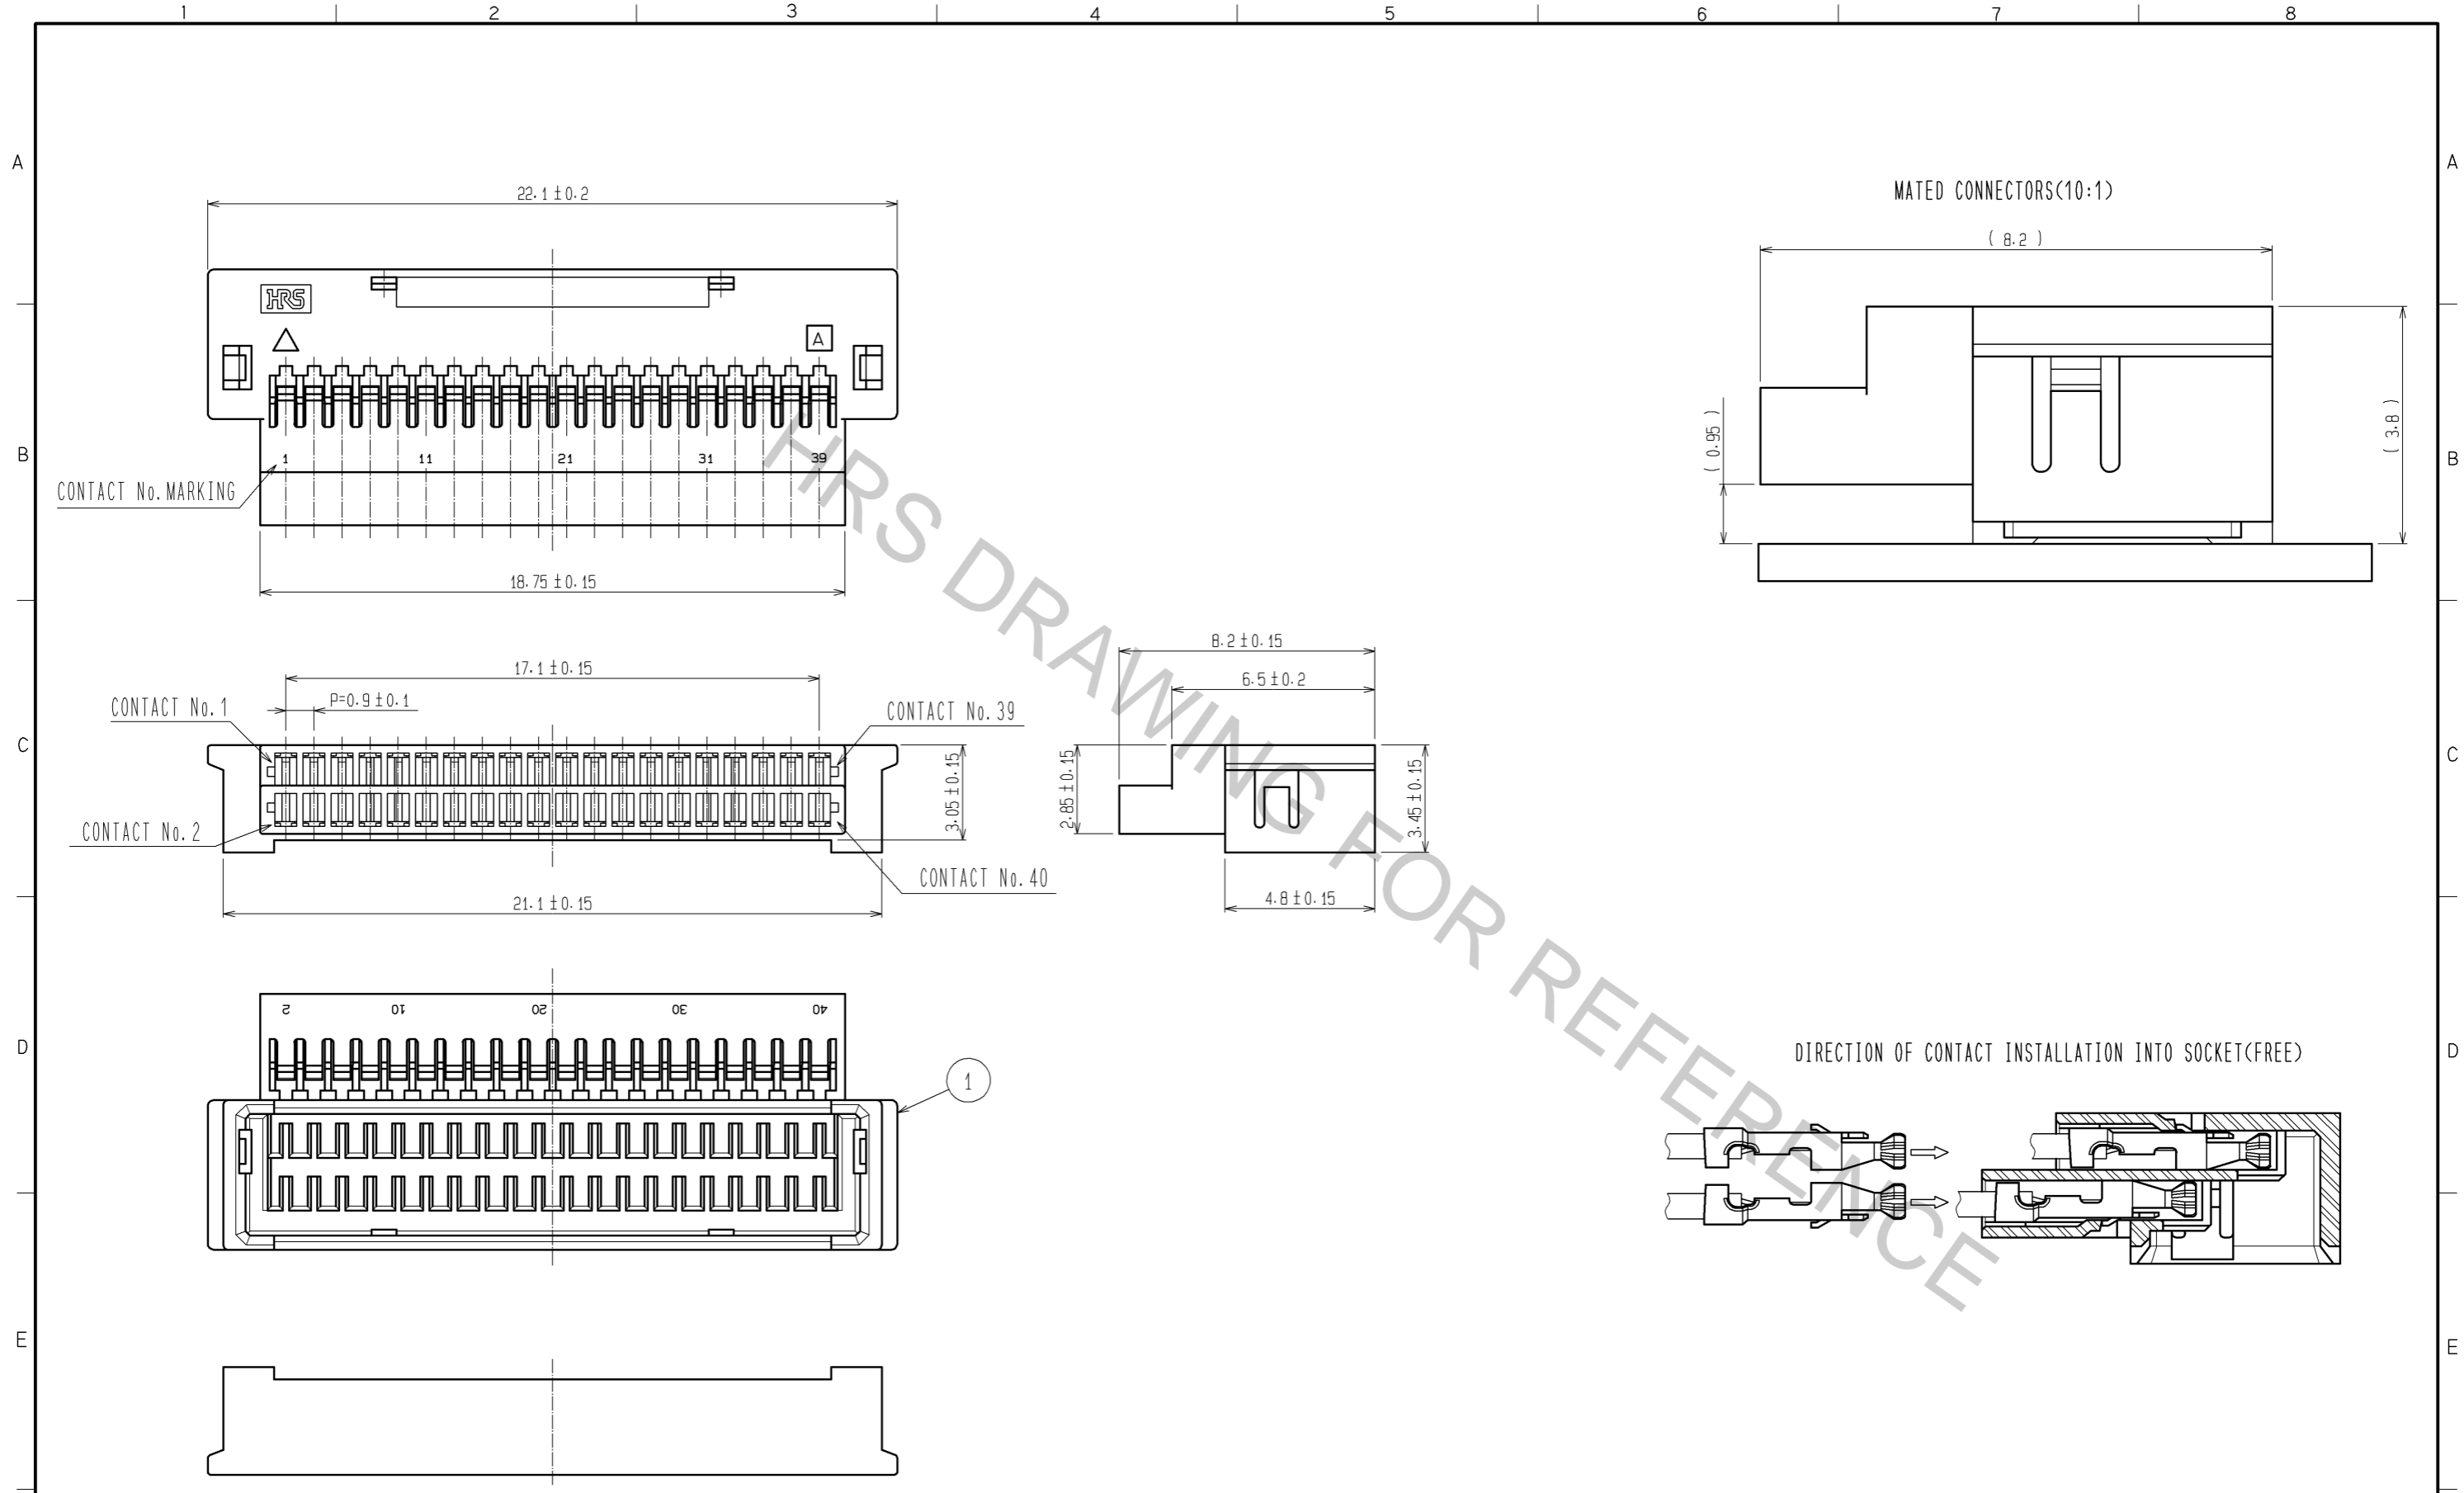 1 2 3 4 5 6 7 8
A
A
22.1±0.2
MATED CONNECTORS(10:1)
( 8.2 )
HRS
A
( 0.95 )
( 3.8 )
B
B
1 11 21 31 39
CONTACT No.MARKING
18.75±0.15
HRS DRAWING FOR REFERENCE
8.2±0.15
17.1±0.15
6.5±0.2
P=0.9±0.1
CONTACT No.1
CONTACT No.39
C
C
3.05±0.15
2.85±0.15
3.45±0.15
CONTACT No.2
CONTACT No.40
21.1±0.15
4.8±0.15
2 10 20 30 40
D
D
1
DIRECTION OF CONTACT INSTALLATION INTO SOCKET(FREE)
E
E